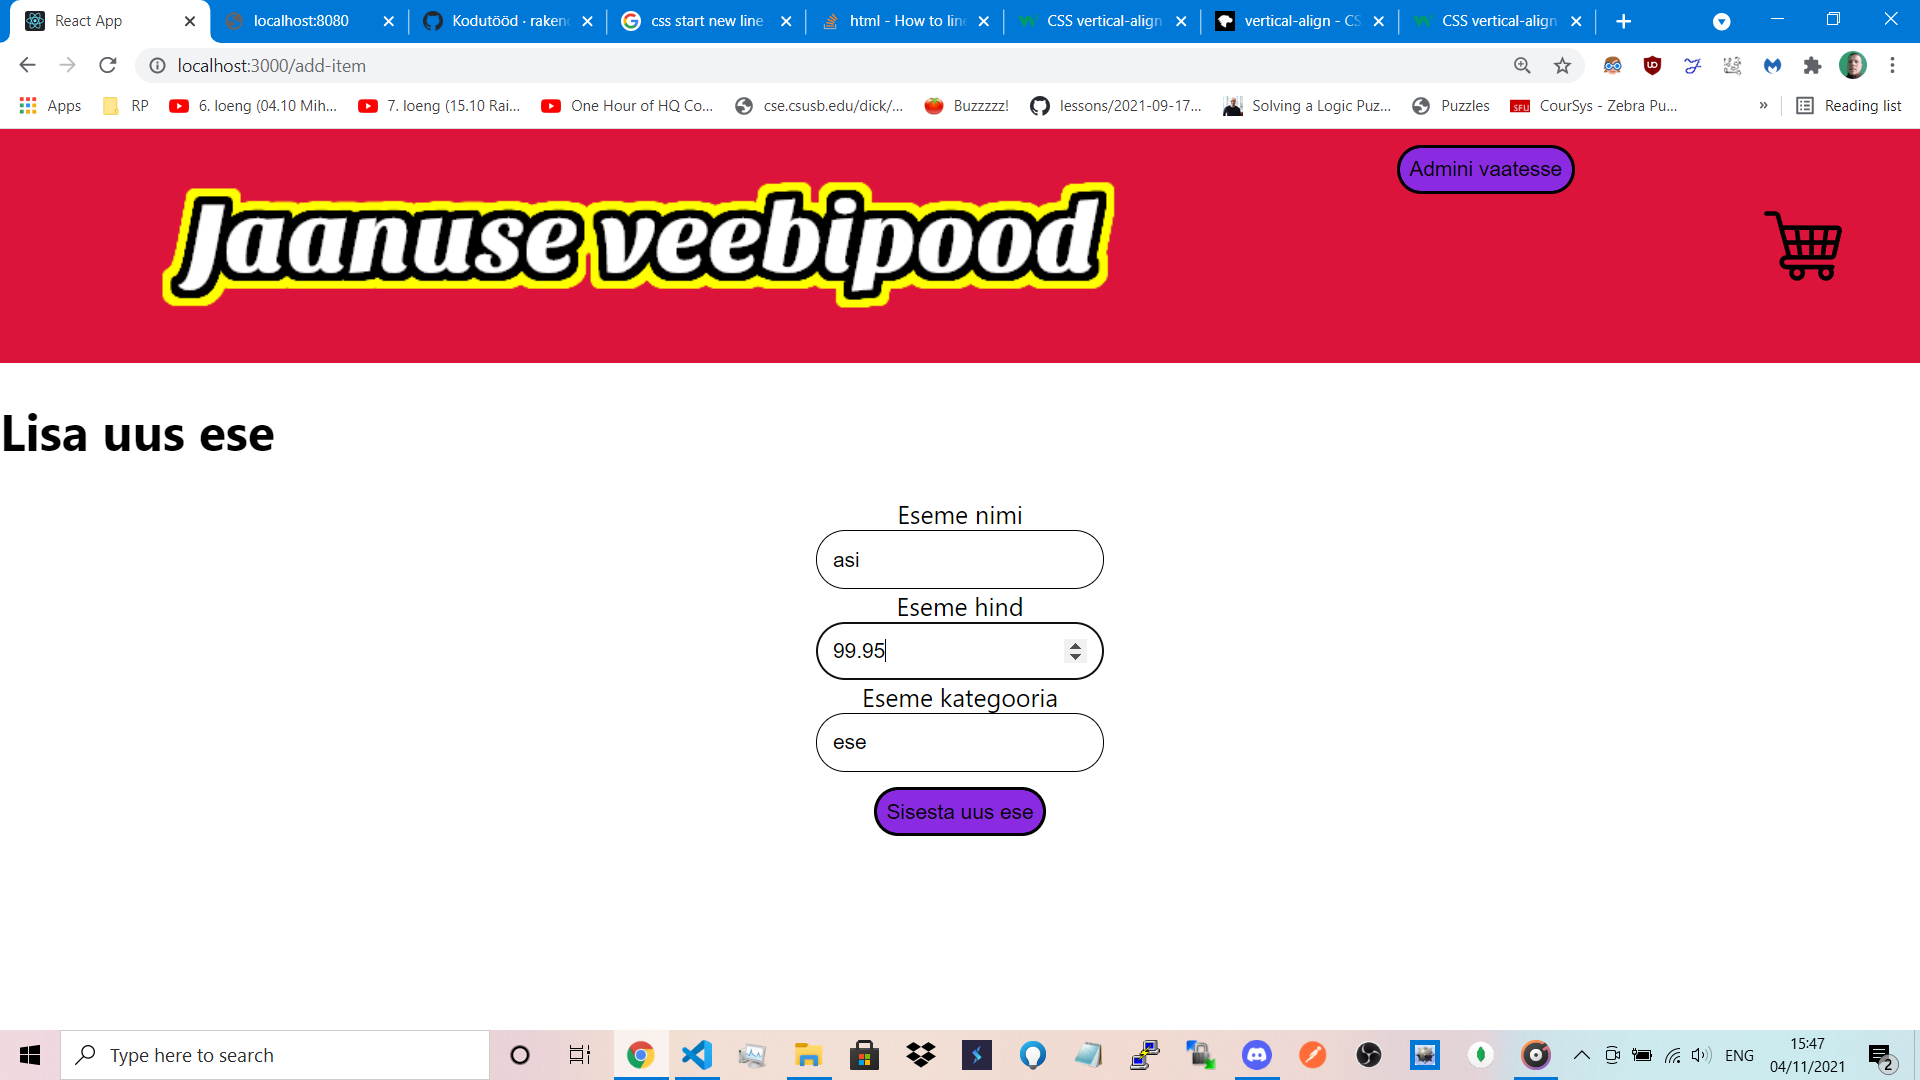 React App
localhost:8080
Kodutööd · raken
css start new line
html - How to line
CSS vertical-align
vertical-align - CS
CSS vertical-align
localhost:3000/add-item
Apps
RP
6. loeng (04.10 Mih...
7. loeng (15.10 Rai...
One Hour of HQ Co...
cse.csusb.edu/dick/...
Buzzzzz!
lessons/2021-09-17...
Solving a Logic Puz...
Puzzles
SFU
CourSys - Zebra Pu...
»
Reading list
Jaanuse veebipood
Admini vaatesse
Lisa uus ese
Eseme nimi
asi
Eseme hind
99.95
Eseme kategooria
ese
Sisesta uus ese
Type here to search
ENG
15:47
04/11/2021
2